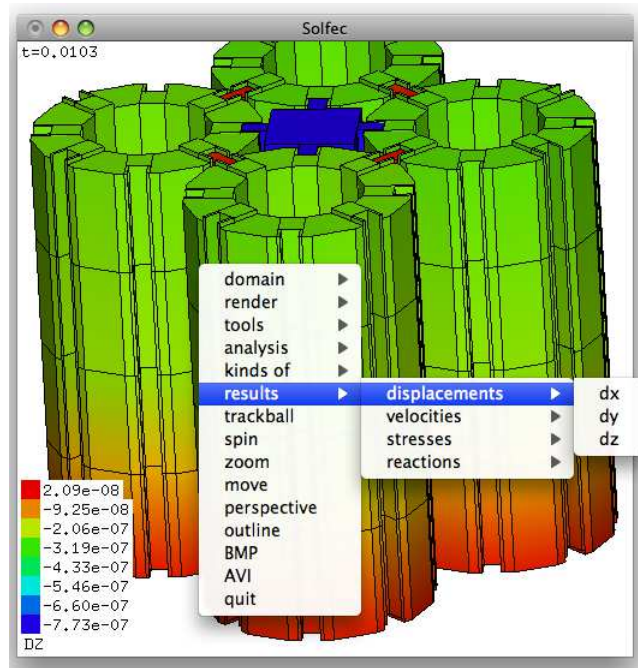 Solfec
t=0.0103
domain
render
tools
analysis
kinds of
results
trackball
spin
zoom
move
perspective
outline
BMP
AVI
quit
displacements
velocities
stresses
reactions
dx
dy
dz
2.09e-08
-9.25e-08
-2.06e-07
-3.19e-07
-4.33e-07
-5.46e-07
-6.60e-07
-7.73e-07
DZ